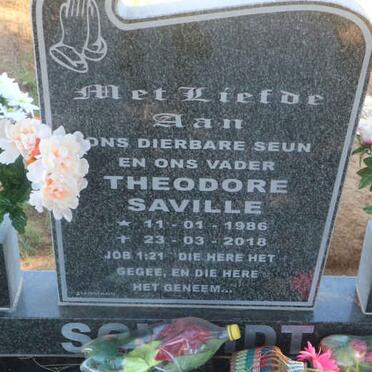 Met Liefde
Aan
ONS DIERBARE SEUN
EN ONS VADER
THEODORE
SAVILLE
★ 11-01-1986
✝ 23-03-2018
JOB 1:21 DIE HERE HET
GEGEE, EN DIE HERE
HET GENEEM...